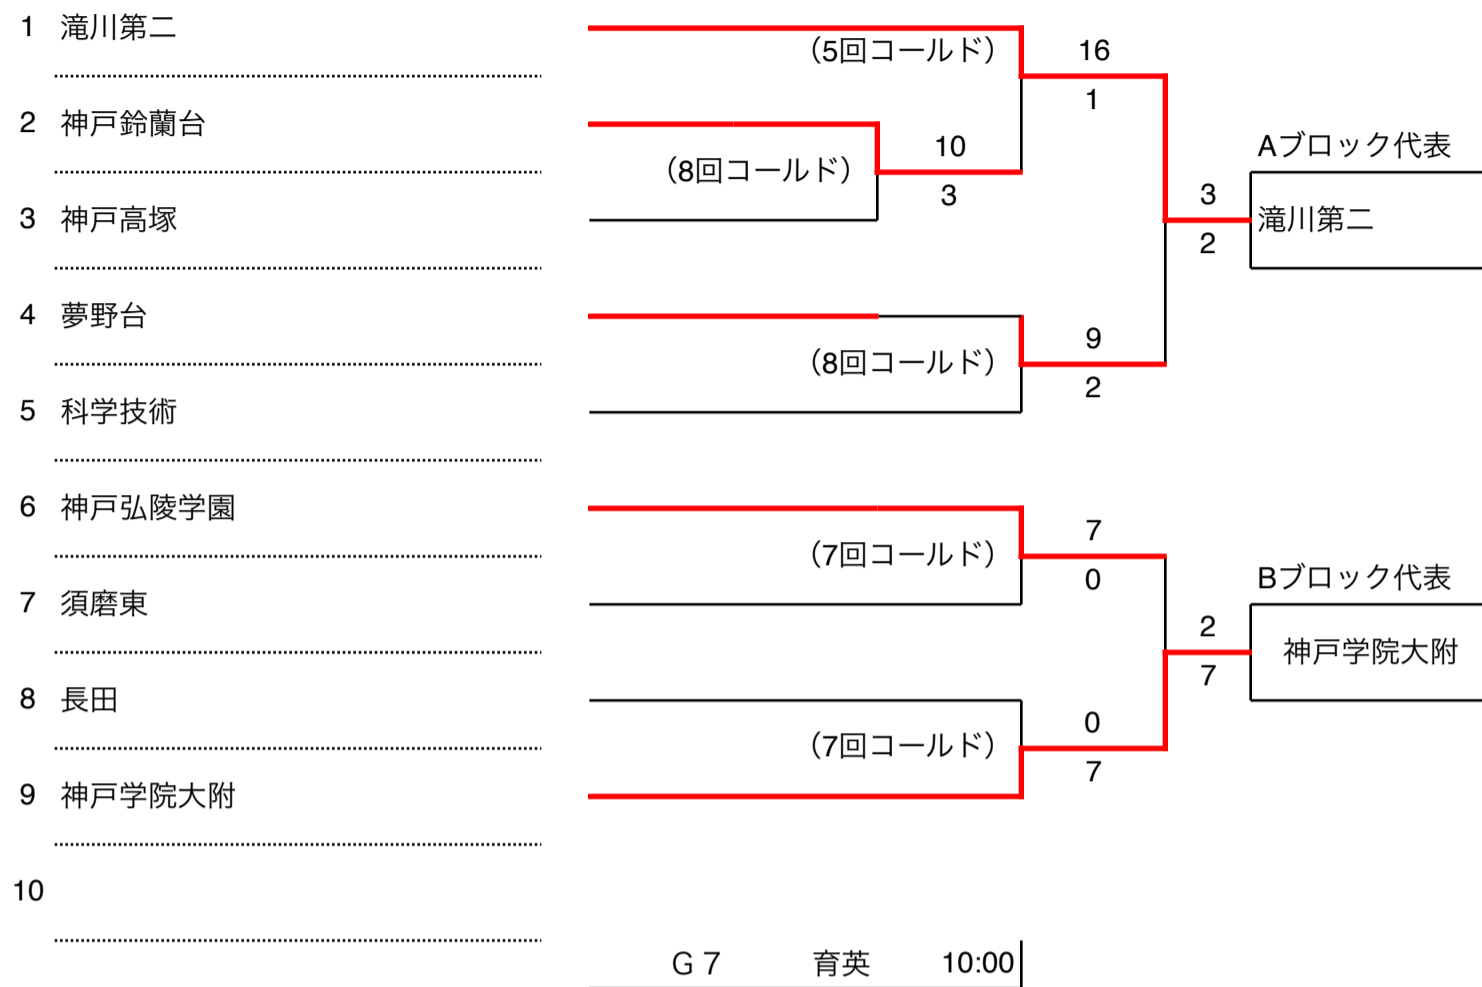 1 滝川第二
(5回コールド) 16
1
2 神戸鈴蘭台
(8回コールド) 10
3
Aブロック代表
3 神戸高塚
3
2
滝川第二
4 夢野台
(8回コールド) 9
2
5 科学技術
6 神戸弘陵学園
(7回コールド) 7
0
Bブロック代表
7 須磨東
2
7
神戸学院大附
8 長田
(7回コールド) 0
7
9 神戸学院大附
10
G 7 育英 10:00